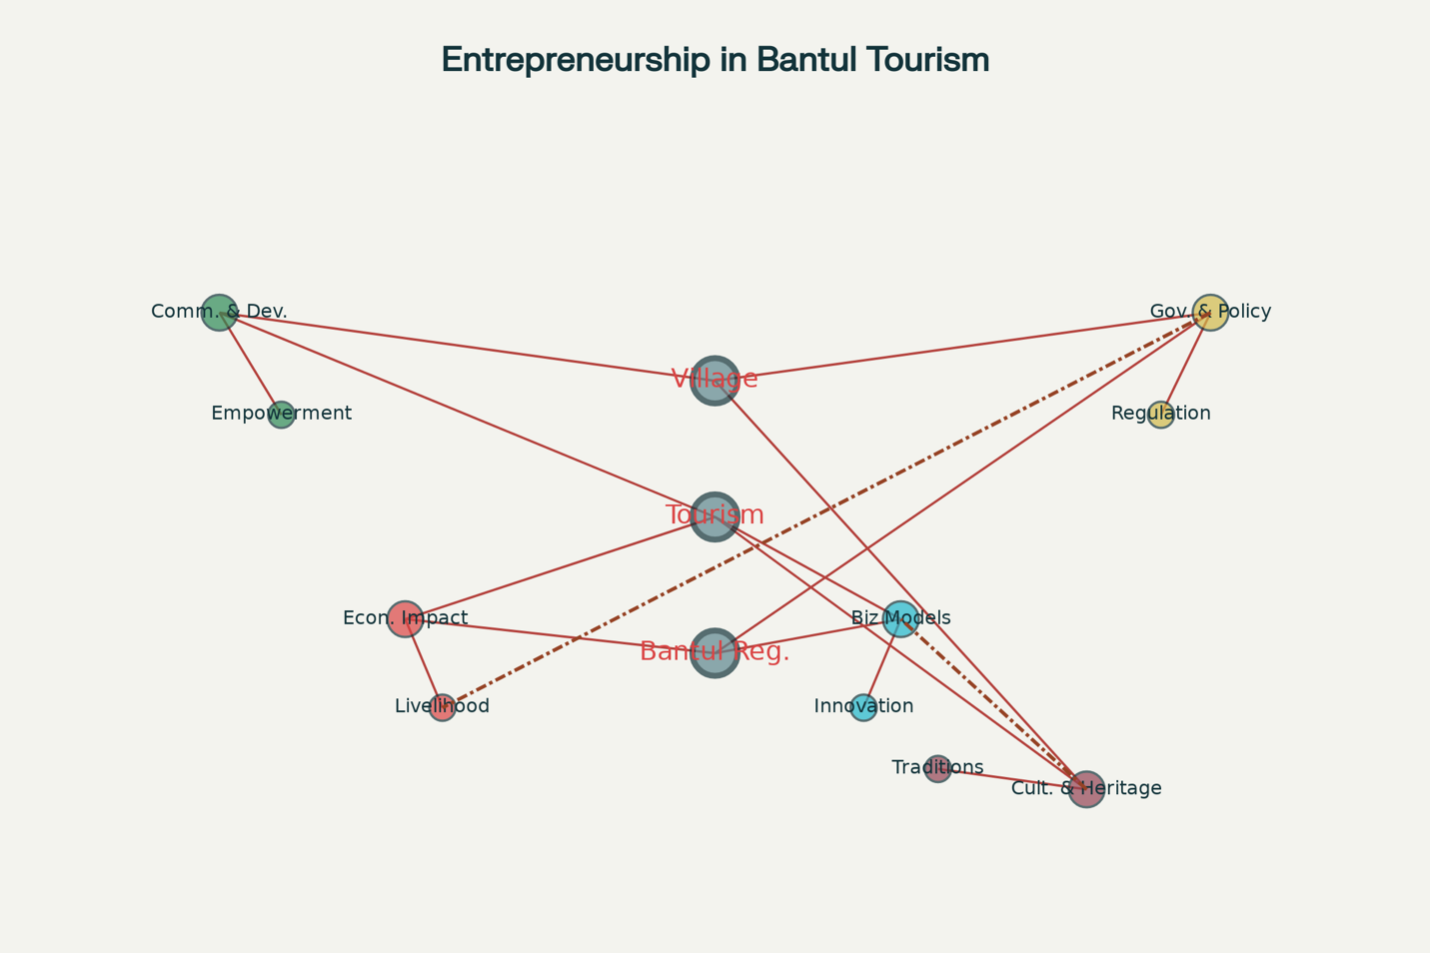 Entrepreneurship in Bantul Tourism
Comm. & Dev.
Gov. & Policy
Village
Empowerment
Regulation
Tourism
Econ. Impact
Biz Models
Bantul Reg.
Livelihood
Innovation
Traditions
Cult. & Heritage